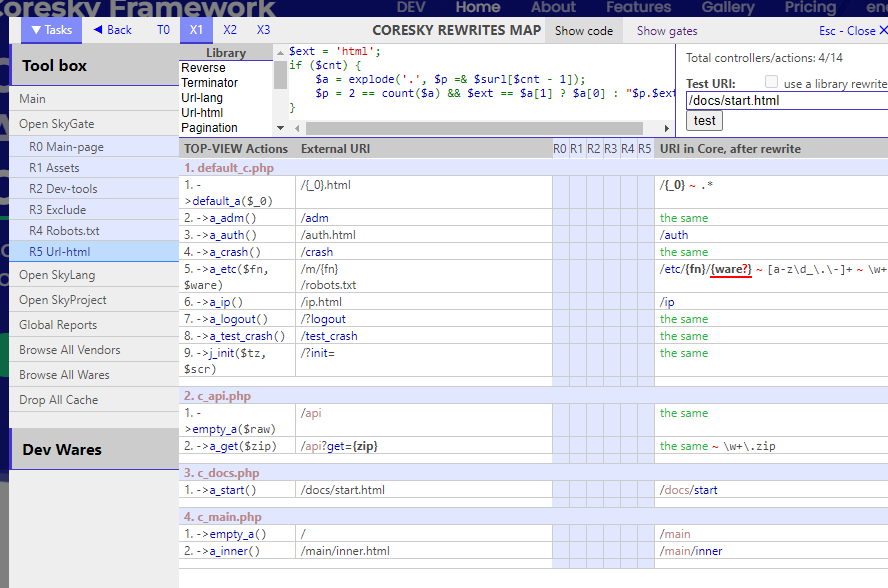 oresky Framework
DEV Home About Features Gallery Pricing en
▼ Tasks ◀ Back T0 X1 X2 X3 CORESKY REWRITES MAP Show code Show gates Esc - Close X
Tool box
Main
Open SkyGate
R0 Main-page
R1 Assets
R2 Dev-tools
R3 Exclude
R4 Robots.txt
R5 Url-html
Open SkyLang
Open SkyProject
Global Reports
Browse All Vendors
Browse All Wares
Drop All Cache
Dev Wares
Library
Reverse
Terminator
Url-lang
Url-html
Pagination
$ext = 'html';
if ($cnt) {
$a = explode('.', $p =& $surl[$cnt - 1]);
$p = 2 == count($a) && $ext == $a[1] ? $a[0] : "$p.$ext
}
Total controllers/actions: 4/14
Test URI: use a library rewrite
/docs/start.html
test
TOP-VIEW Actions External URI R0 R1 R2 R3 R4 R5 URI in Core, after rewrite
1. default_c.php
1. - /{_0}.html /{_0} ~ .*
>default_a($_0)
2. ->a_adm() /adm the same
3. ->a_auth() /auth.html /auth
4. ->a_crash() /crash the same
5. ->a_etc($fn, /m/{fn} /etc/{fn}/{ware?} ~ [a-z\d_\.\-]+ ~ \w+
$ware) /robots.txt
6. ->a_ip() /ip.html /ip
7. ->a_logout() /?logout the same
8. ->a_test_crash() /test_crash the same
9. ->j_init($tz, /?init= the same
$scr)
2. c_api.php
1. - /api the same
>empty_a($raw)
2. ->a_get($zip) /api?get={zip} the same ~ \w+\.zip
3. c_docs.php
1. ->a_start() /docs/start.html /docs/start
4. c_main.php
1. ->empty_a() / /main
2. ->a_inner() /main/inner.html /main/inner